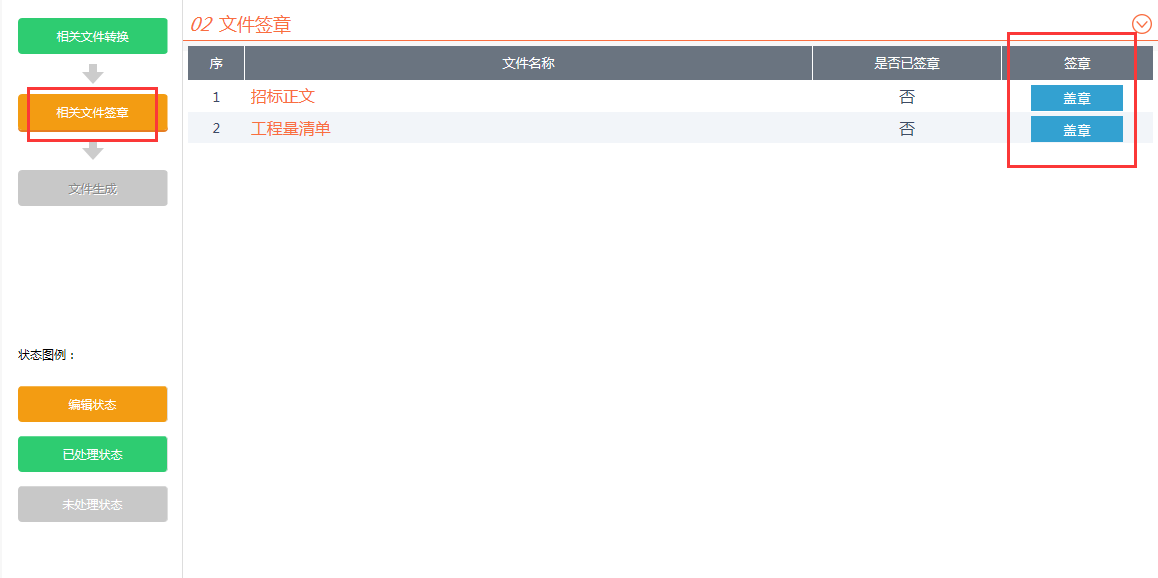 相关文件转换
相关文件签章
文件生成
状态图例：
编辑状态
已处理状态
未处理状态
02 文件签章
序 文件名称 是否已签章 签章
1 招标正文 否 盖章
2 工程量清单 否 盖章